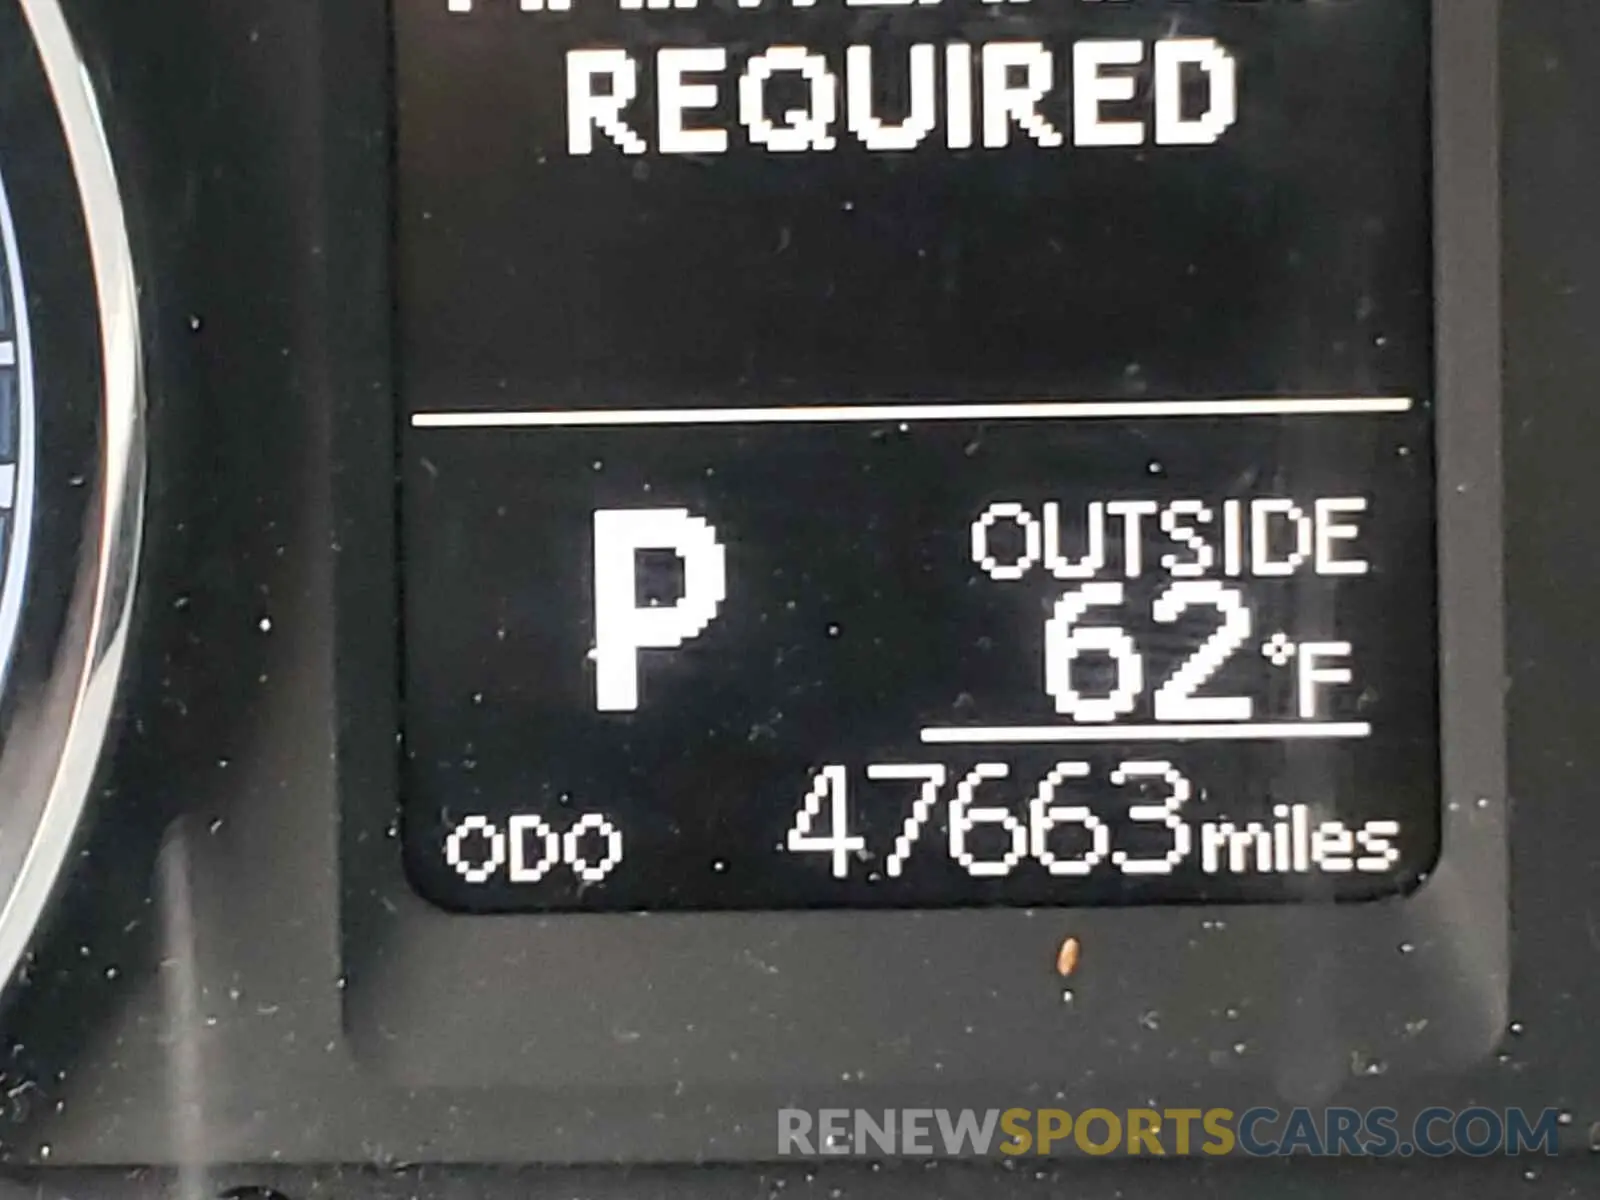 REQUIRED
P
OUTSIDE
62°F
ODO 47663 miles
RENEWSPORTSCARS.COM